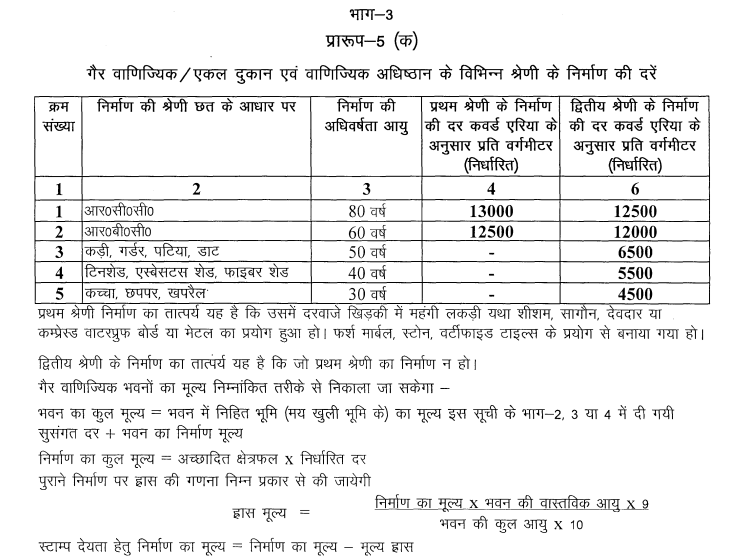 भाग–3
प्रारूप–5 (क)
गैर वाणिज्यिक/एकल दुकान एवं वाणिज्यिक अधिष्ठान के विभिन्न श्रेणी के निर्माण की दरें
क्रम संख्या | निर्माण की श्रेणी छत के आधार पर | निर्माण की अधिवर्षता आयु | प्रथम श्रेणी के निर्माण की दर कवर्ड एरिया के अनुसार प्रति वर्गमीटर (निर्धारित) | द्वितीय श्रेणी के निर्माण की दर कवर्ड एरिया के अनुसार प्रति वर्गमीटर (निर्धारित)
1 | 2 | 3 | 4 | 6
1 | आर0सी0सी0 | 80 वर्ष | 13000 | 12500
2 | आर0बी0सी0 | 60 वर्ष | 12500 | 12000
3 | कड़ी, गर्डर, पटिया, डाट | 50 वर्ष | - | 6500
4 | टिनशेड, एस्बेसटस शेड, फाइबर शेड | 40 वर्ष | - | 5500
5 | कच्चा, छपपर, खपरैल | 30 वर्ष | - | 4500
प्रथम श्रेणी निर्माण का तात्पर्य यह है कि उसमें दरवाजे खिड़की में महंगी लकड़ी यथा शीशम, सागौन, देवदार या
कम्प्रेस्ड वाटरप्रुफ बोर्ड या मेटल का प्रयोग हुआ हो। फर्श मार्बल, स्टोन, वर्टीफाइड टाइल्स के प्रयोग से बनाया गया हो।
द्वितीय श्रेणी के निर्माण का तात्पर्य यह है कि जो प्रथम श्रेणी का निर्माण न हो।
गैर वाणिज्यिक भवनों का मूल्य निम्नांकित तरीके से निकाला जा सकेगा –
भवन का कुल मूल्य = भवन में निहित भूमि (मय खुली भूमि के) का मूल्य इस सूची के भाग–2, 3 या 4 में दी गयी
सुसंगत दर + भवन का निर्माण मूल्य
निर्माण का कुल मूल्य = अच्छादित क्षेत्रफल x निर्धारित दर
पुराने निर्माण पर ह्रास की गणना निम्न प्रकार से की जायेगी
ह्रास मूल्य = निर्माण का मूल्य x भवन की वास्तविक आयु x 9
भवन की कुल आयु x 10
स्टाम्प देयता हेतु निर्माण का मूल्य = निर्माण का मूल्य – मूल्य ह्रास